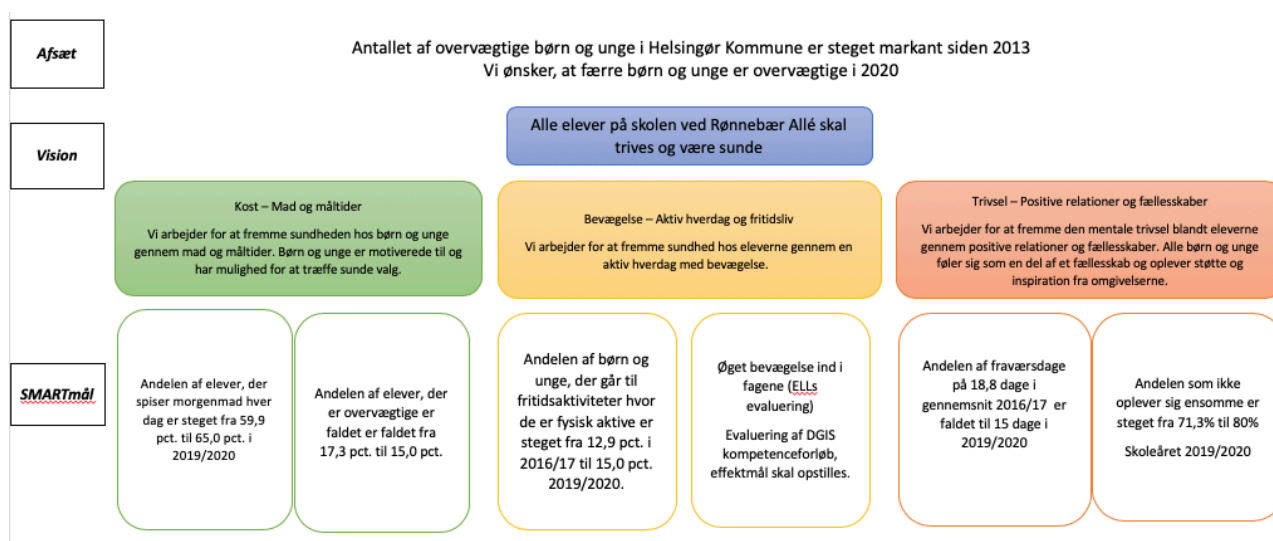 Afsæt
Antallet af overvægtige børn og unge i Helsingør Kommune er steget markant siden 2013
Vi ønsker, at færre børn og unge er overvægtige i 2020
Vision
Alle elever på skolen ved Rønnebær Allé skal
trives og være sunde
Kost – Mad og måltider
Vi arbejder for at fremme sundheden hos børn og unge
gennem mad og måltider. Børn og unge er motiverede til og
har mulighed for at træffe sunde valg.
Bevægelse – Aktiv hverdag og fritidsliv
Vi arbejder for at fremme sundhed hos eleverne gennem en
aktiv hverdag med bevægelse.
Trivsel – Positive relationer og fællesskaber
Vi arbejder for at fremme den mentale trivsel blandt eleverne
gennem positive relationer og fællesskaber. Alle børn og unge
føler sig som en del af et fællesskab og oplever støtte og
inspiration fra omgivelserne.
SMARTmål
Andelen af elever, der
spiser morgenmad hver
dag er steget fra 59,9
pct. til 65,0 pct. i
2019/2020
Andelen af elever, der
er overvægtige er
faldet er faldet fra
17,3 pct. til 15,0 pct.
Andelen af børn og
unge, der går til
fritidsaktiviteter hvor
de er fysisk aktive er
steget fra 12,9 pct. i
2016/17 til 15,0 pct.
2019/2020.
Øget bevægelse ind i
fagene (ELLs
evaluering)
Evaluering af DGIS
kompetenceforløb,
effektmål skal opstilles.
Andelen af fraværsdage
på 18,8 dage i
gennemsnit 2016/17 er
faldet til 15 dage i
2019/2020
Andelen som ikke
oplever sig ensomme er
steget fra 71,3% til 80%
Skoleåret 2019/2020